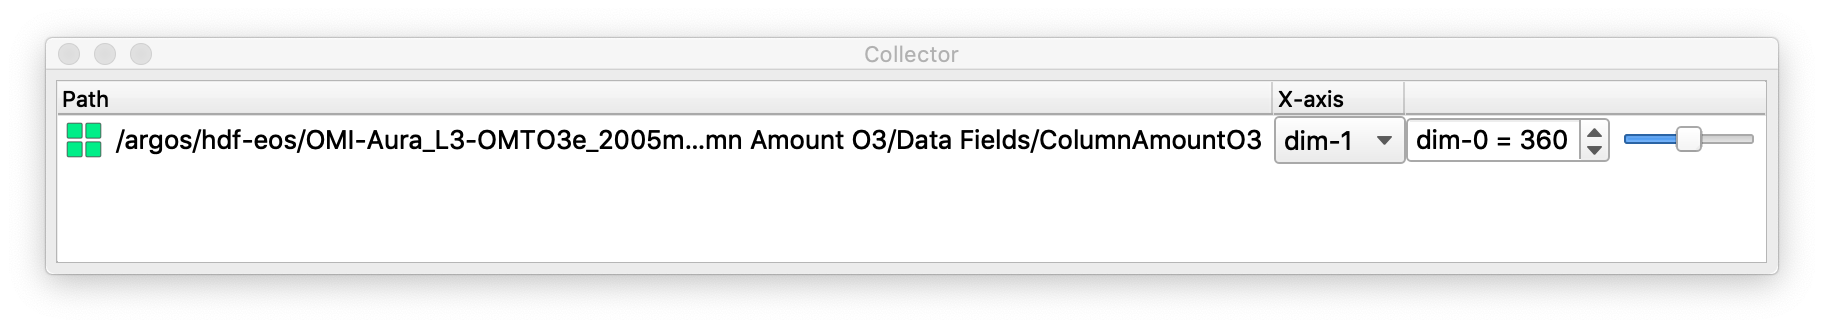 Collector
Path X-axis
/argos/hdf-eos/OMI-Aura_L3-OMTO3e_2005m...mn Amount O3/Data Fields/ColumnAmountO3 dim-1 dim-0 = 360